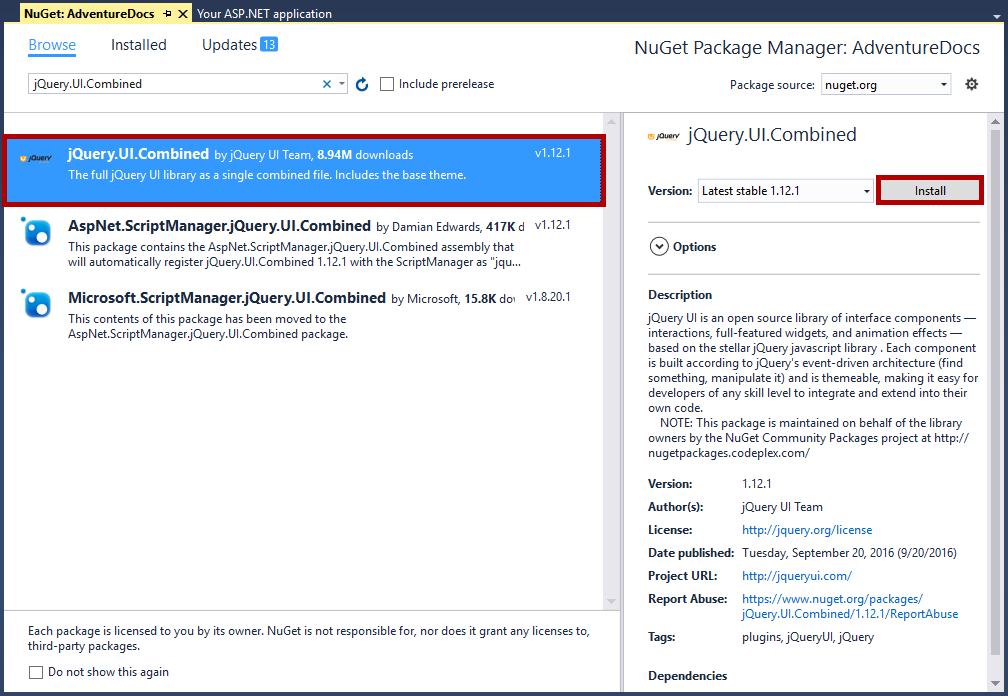 NuGet: AdventureDocs
Your ASP.NET application
Browse
Installed
Updates 13
NuGet Package Manager: AdventureDocs
jQuery.UI.Combined
Include prerelease
Package source: nuget.org
jQuery
jQuery.UI.Combined by jQuery UI Team, 8.94M downloads
v1.12.1
The full jQuery UI library as a single combined file. Includes the base theme.
AspNet.ScriptManager.jQuery.UI.Combined by Damian Edwards, 417K d
v1.12.1
This package contains the AspNet.ScriptManager.jQuery.UI.Combined assembly that
will automatically register jQuery.UI.Combined 1.12.1 with the ScriptManager as "jqu...
Microsoft.ScriptManager.jQuery.UI.Combined by Microsoft, 15.8K do
v1.8.20.1
This contents of this package has been moved to the
AspNet.ScriptManager.jQuery.UI.Combined package.
Each package is licensed to you by its owner. NuGet is not responsible for, nor does it grant any licenses to,
third-party packages.
Do not show this again
jQuery
jQuery.UI.Combined
Version: Latest stable 1.12.1
Install
Options
Description
jQuery UI is an open source library of interface components —
interactions, full-featured widgets, and animation effects —
based on the stellar jQuery javascript library . Each component
is built according to jQuery's event-driven architecture (find
something, manipulate it) and is themeable, making it easy for
developers of any skill level to integrate and extend into their
own code.
NOTE: This package is maintained on behalf of the library
owners by the NuGet Community Packages project at http://
nugetpackages.codeplex.com/
Version: 1.12.1
Author(s): jQuery UI Team
License: http://jquery.org/license
Date published: Tuesday, September 20, 2016 (9/20/2016)
Project URL: http://jqueryui.com/
Report Abuse: https://www.nuget.org/packages/
jQuery.UI.Combined/1.12.1/ReportAbuse
Tags: plugins, jQueryUI, jQuery
Dependencies